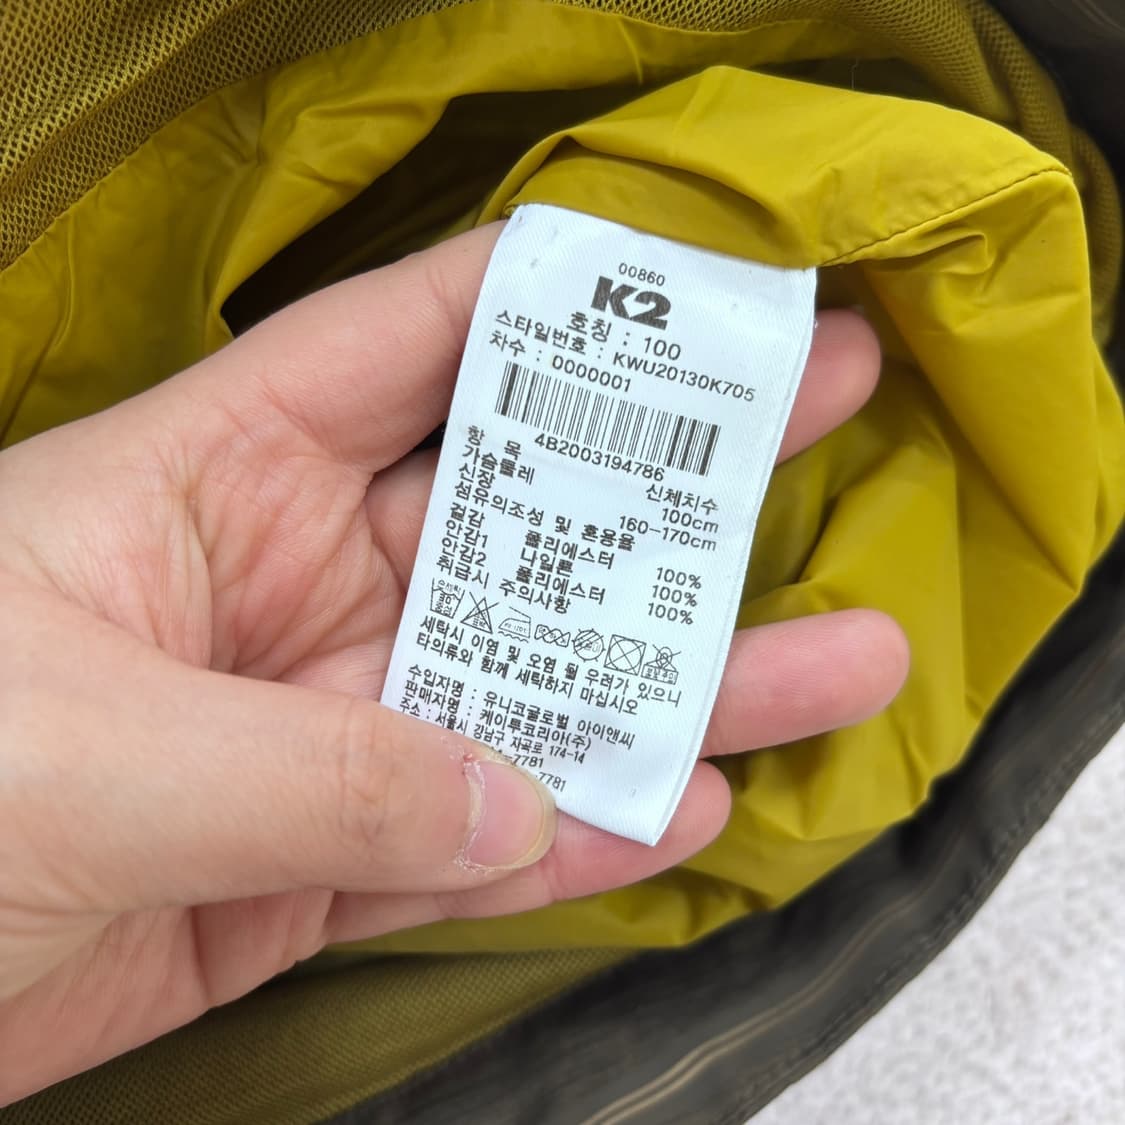 00860
K2
호칭 : 100
스타일번호 : KWU20130K705
차수 : 0000001
4B2003194786
항 목 신체치수
가슴둘레 100cm
신장 160-170cm
섬유의조성 및 혼용율
겉감 폴리에스터 100%
안감1 나일론 100%
안감2 폴리에스터 100%
취급시 주의사항
세탁시 이염 및 오염 될 우려가 있으니
타의류와 함께 세탁하지 마십시오
수입자명 : 유니코글로벌 아이앤씨
판매자명 : 케이투코리아(주)
주소 : 서울시 강남구 자곡로 174-14
-7781
-7781